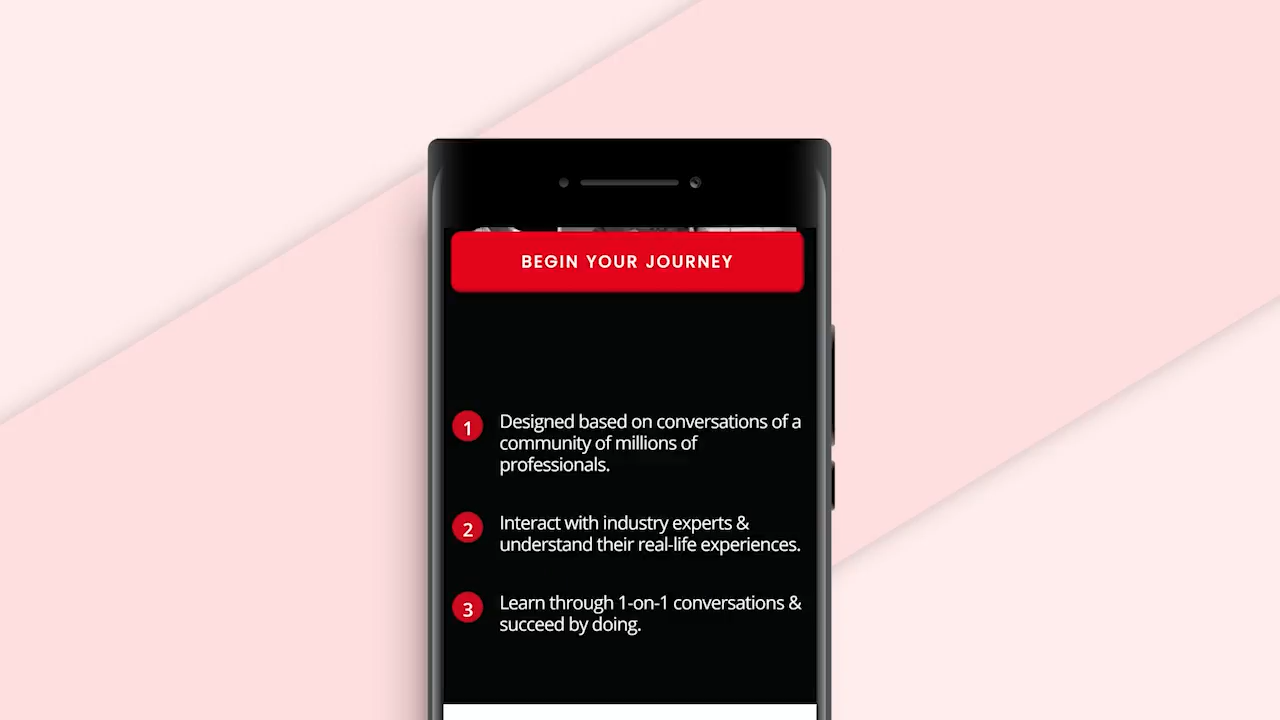 BEGIN YOUR JOURNEY
1
Designed based on conversations of a
community of millions of
professionals.
2
Interact with industry experts &
understand their real-life experiences.
3
Learn through 1-on-1 conversations &
succeed by doing.